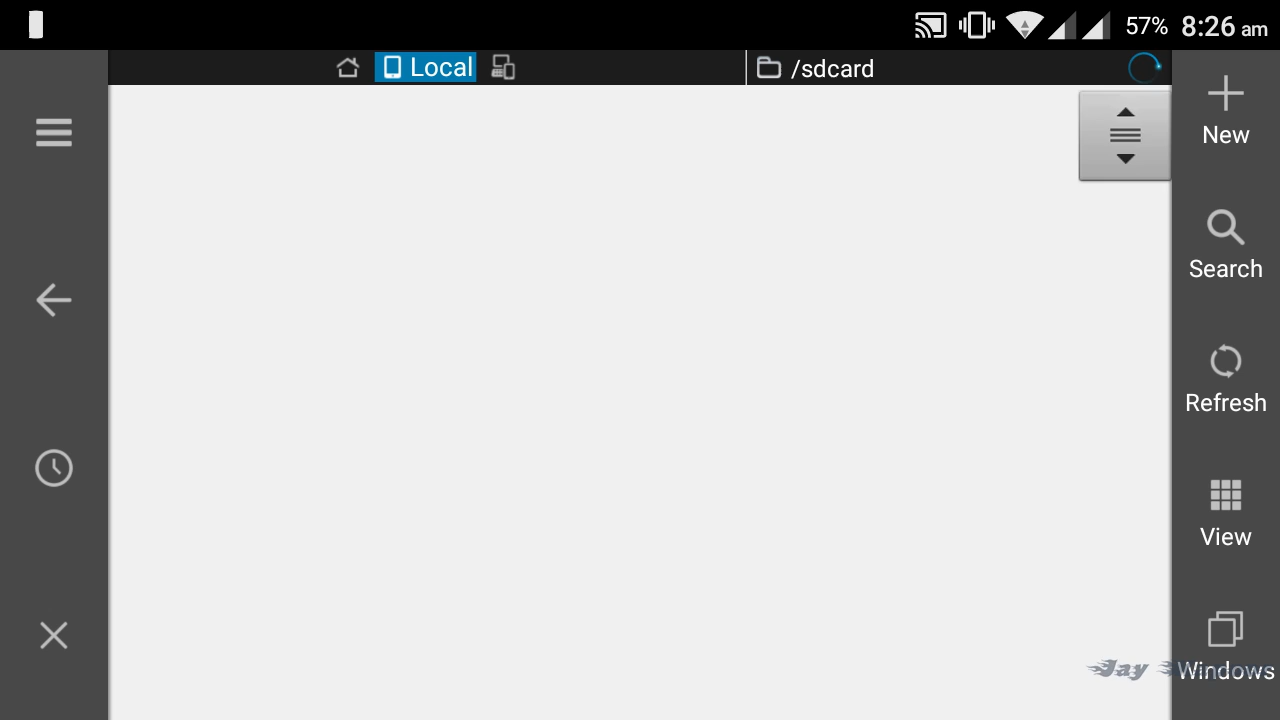 57% 8:26 am
Local
/sdcard
New
Search
Refresh
View
Jay
Windows